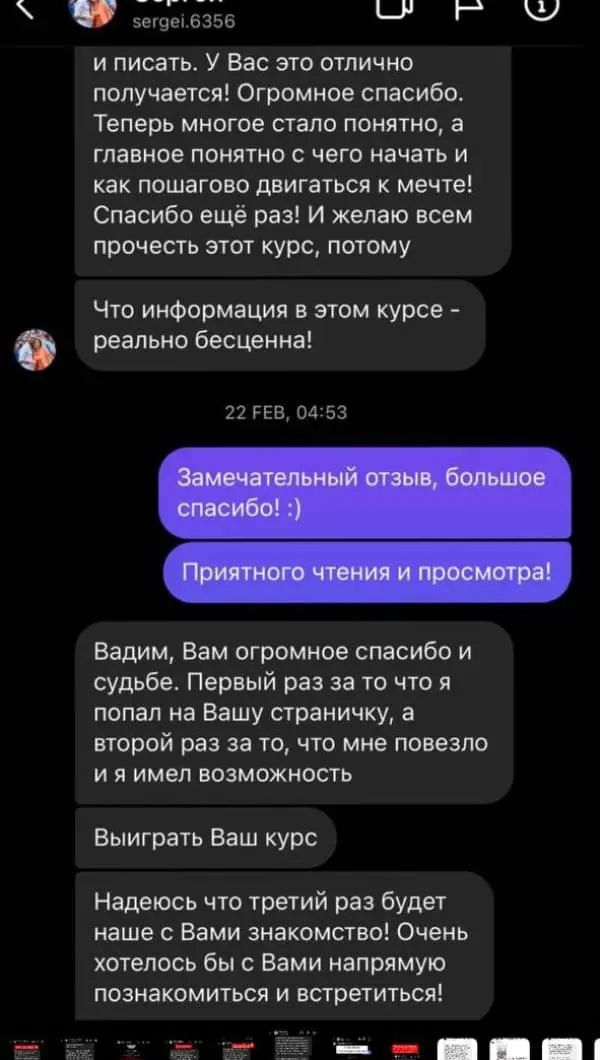 sergei.6356
и писать. У Вас это отлично
получается! Огромное спасибо.
Теперь многое стало понятно, а
главное понятно с чего начать и
как пошагово двигаться к мечте!
Спасибо ещё раз! И желаю всем
прочесть этот курс, потому
Что информация в этом курсе -
реально бесценна!
22 FEB, 04:53
Замечательный отзыв, большое
спасибо! :)
Приятного чтения и просмотра!
Вадим, Вам огромное спасибо и
судьбе. Первый раз за то что я
попал на Вашу страничку, а
второй раз за то, что мне повезло
и я имел возможность
Выиграть Ваш курс
Надеюсь что третий раз будет
наше с Вами знакомство! Очень
хотелось бы с Вами напрямую
познакомиться и встретиться!